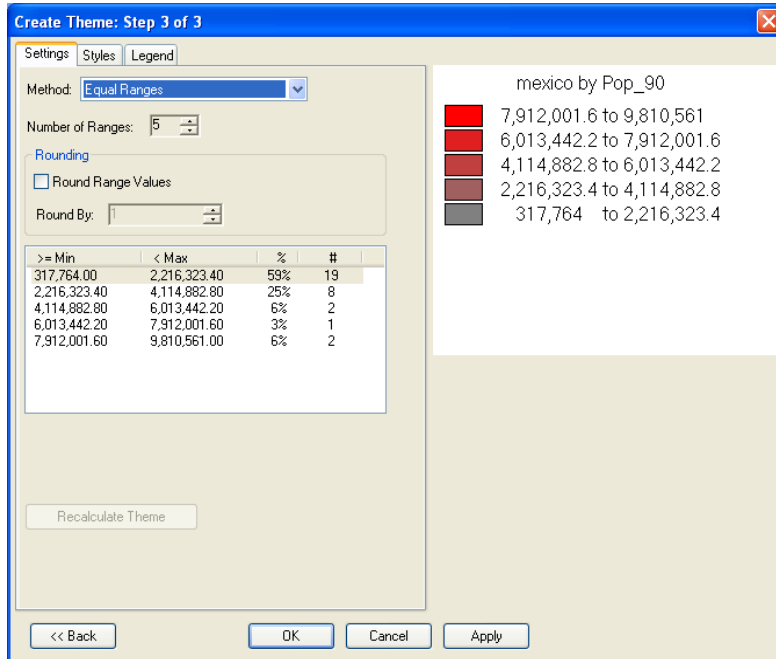 Create Theme: Step 3 of 3
Settings Styles Legend
Method: Equal Ranges
Number of Ranges: 5
Rounding
Round Range Values
Round By: 1
>= Min < Max % #
317,764.00 2,216,323.40 59% 19
2,216,323.40 4,114,882.80 25% 8
4,114,882.80 6,013,442.20 6% 2
6,013,442.20 7,912,001.60 3% 1
7,912,001.60 9,810,561.00 6% 2
Recalculate Theme
mexico by Pop_90
7,912,001.6 to 9,810,561
6,013,442.2 to 7,912,001.6
4,114,882.8 to 6,013,442.2
2,216,323.4 to 4,114,882.8
317,764 to 2,216,323.4
<< Back OK Cancel Apply